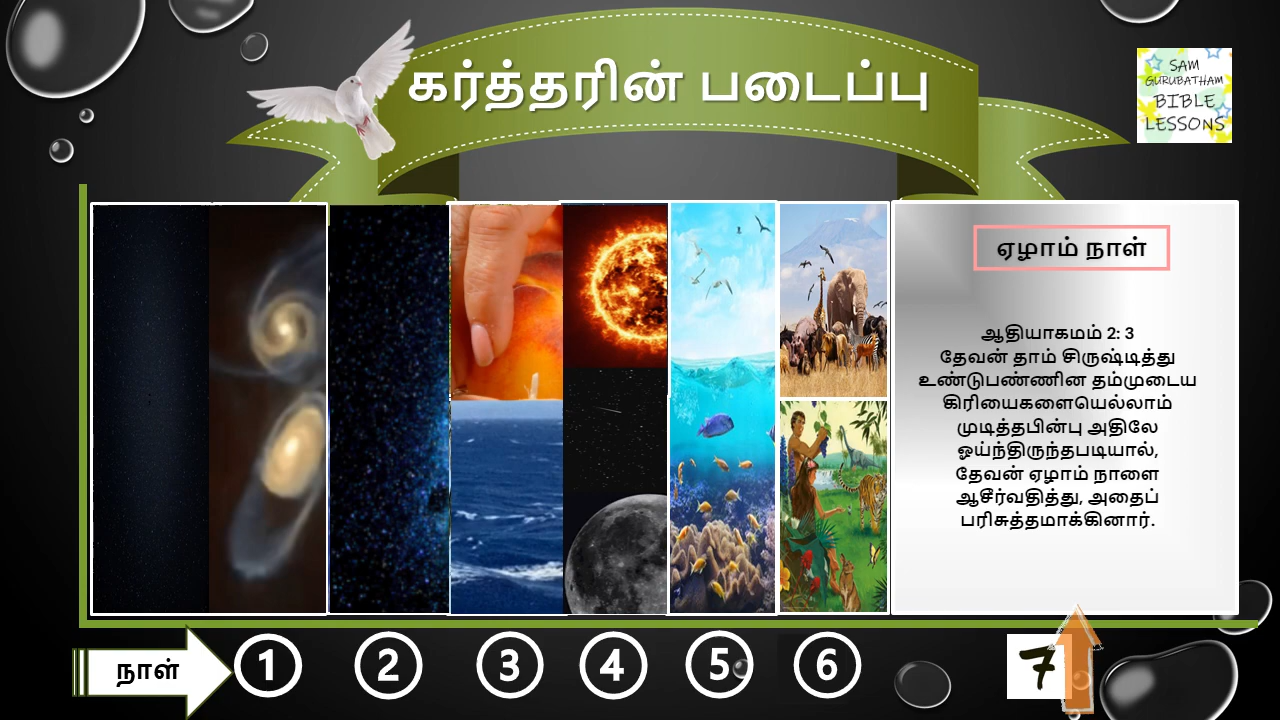 கர்த்தரின் படைப்பு
SAM
GURUBATHAM
BIBLE
LESSONS
ஏழாம் நாள்
ஆதியாகமம் 2: 3
தேவன் தாம் சிருஷ்டித்து
உண்டுபண்ணின தம்முடைய
கிரியைகளையெல்லாம்
முடித்தபின்பு அதிலே
ஓய்ந்திருந்தபடியால்,
தேவன் ஏழாம் நாளை
ஆசீர்வதித்து, அதைப்
பரிசுத்தமாக்கினார்.
நாள் 1 2 3 4 5 6 7